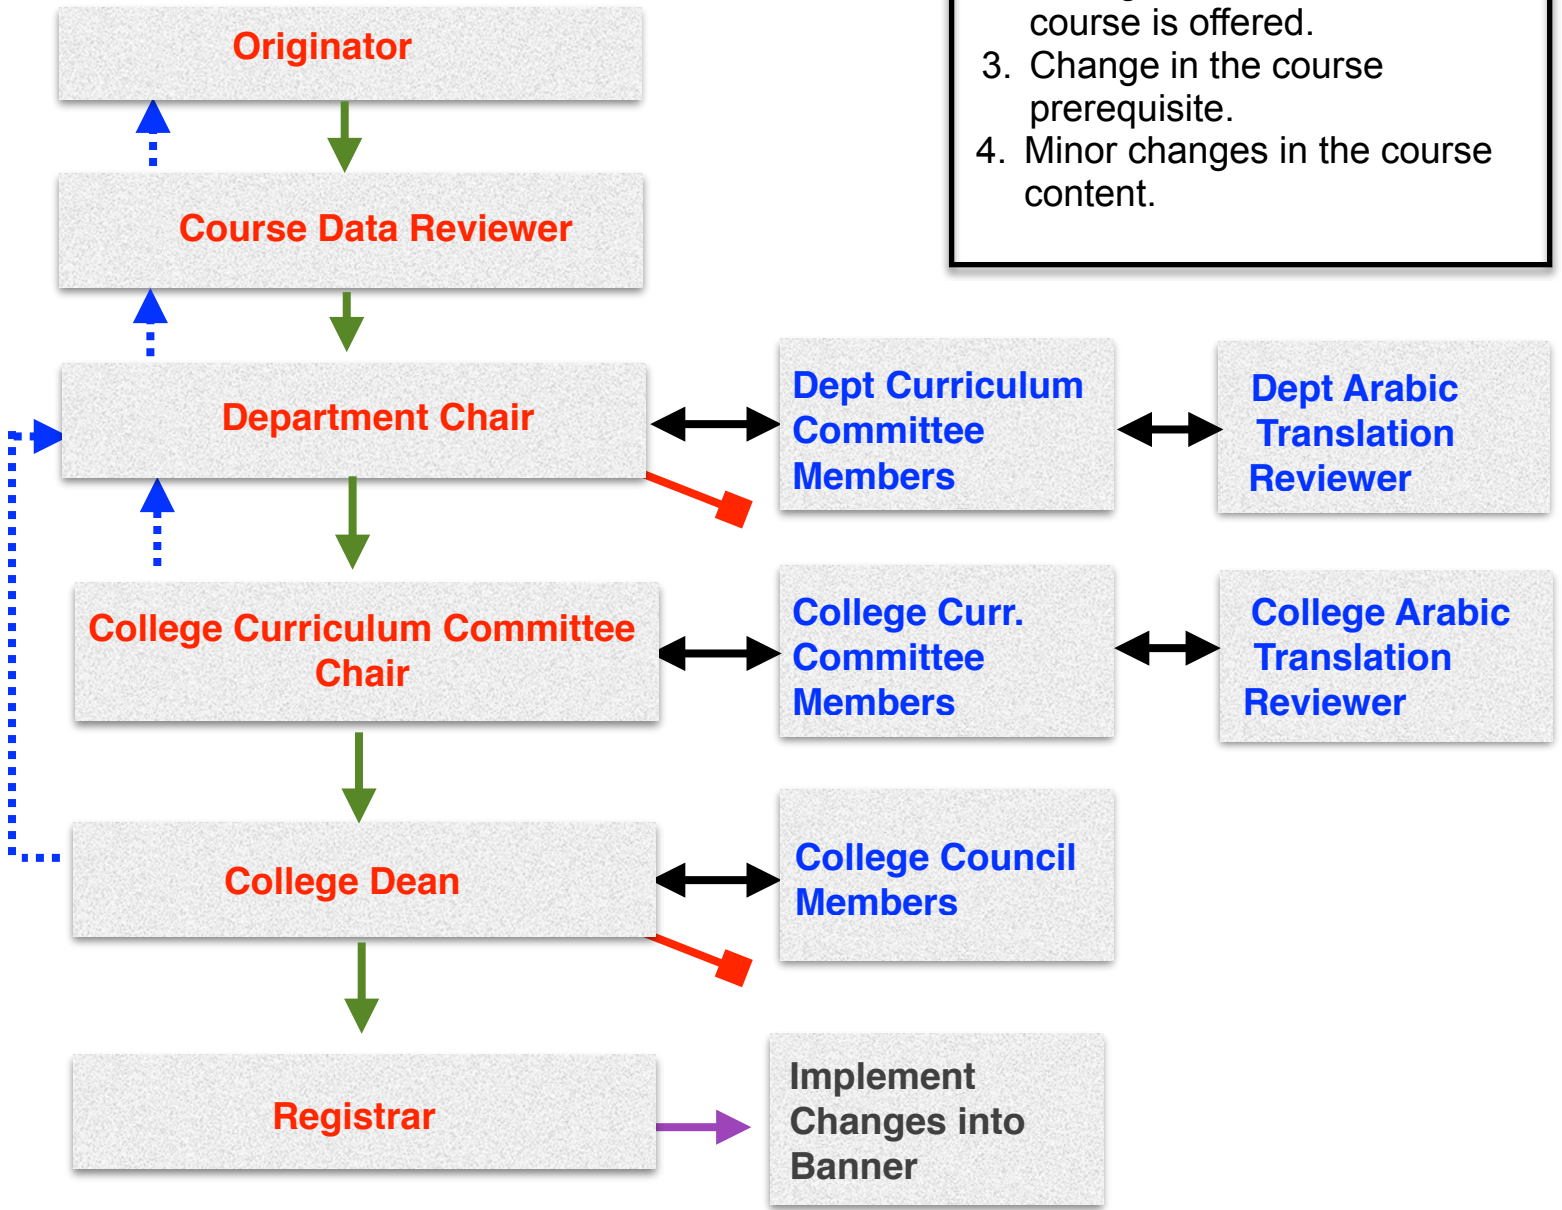 course is offered.
3. Change in the course
prerequisite.
4. Minor changes in the course
content.
Originator
Course Data Reviewer
Department Chair
Dept Curriculum
Committee
Members
Dept Arabic
Translation
Reviewer
College Curriculum Committee
Chair
College Curr.
Committee
Members
College Arabic
Translation
Reviewer
College Dean
College Council
Members
Registrar
Implement
Changes into
Banner